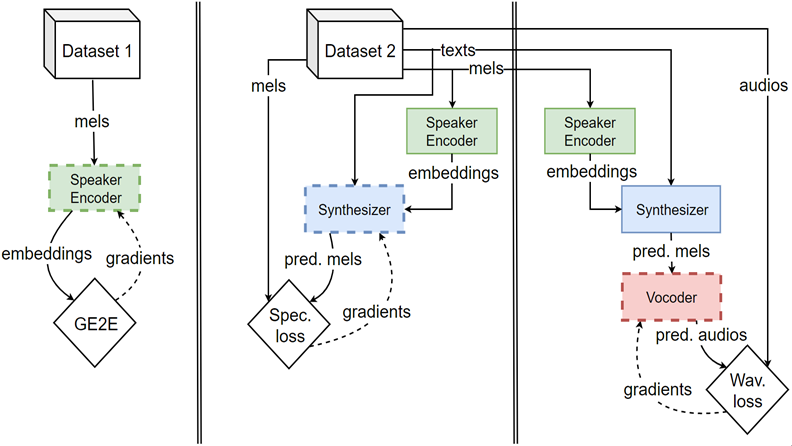 Dataset 1
mels
Speaker
Encoder
embeddings
gradients
GE2E
Dataset 2
mels
texts
mels
Speaker
Encoder
embeddings
Synthesizer
pred. mels
gradients
Spec.
loss
audios
Speaker
Encoder
embeddings
Synthesizer
pred. mels
Vocoder
pred. audios
gradients
Wav.
loss